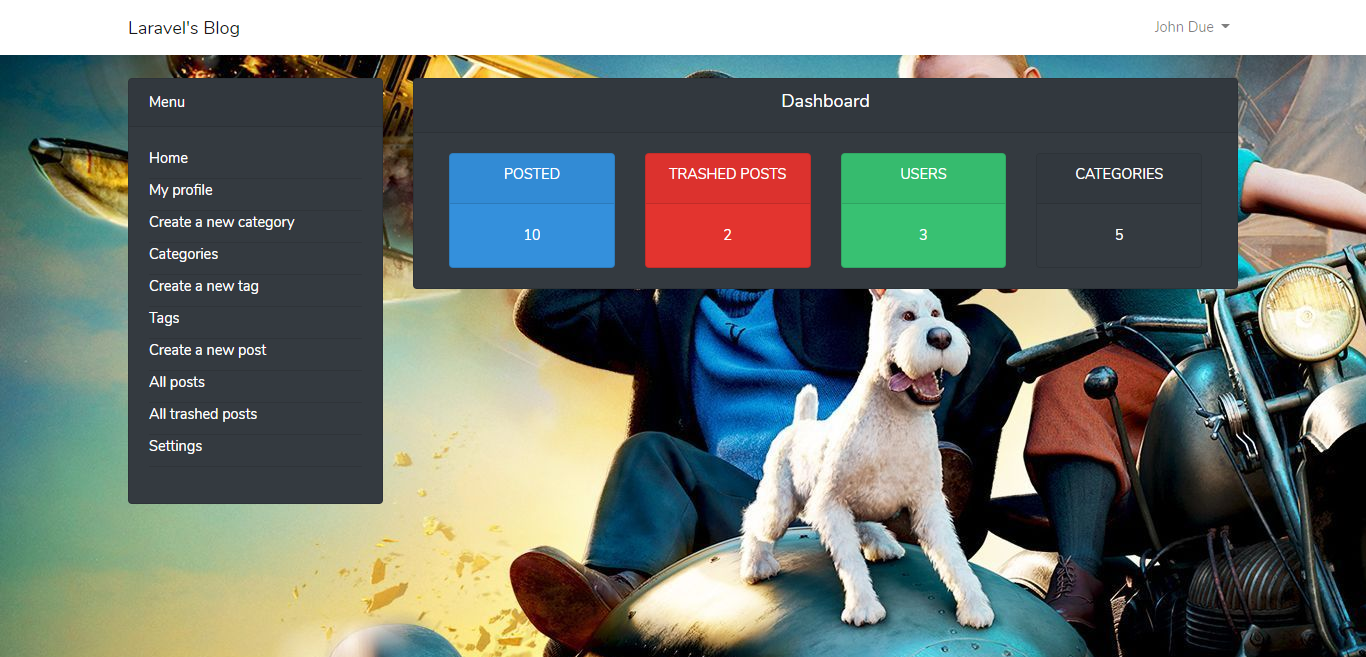 Laravel's Blog
John Due
Menu
Home
My profile
Create a new category
Categories
Create a new tag
Tags
Create a new post
All posts
All trashed posts
Settings
Dashboard
POSTED
TRASHED POSTS
USERS
CATEGORIES
10
2
3
5